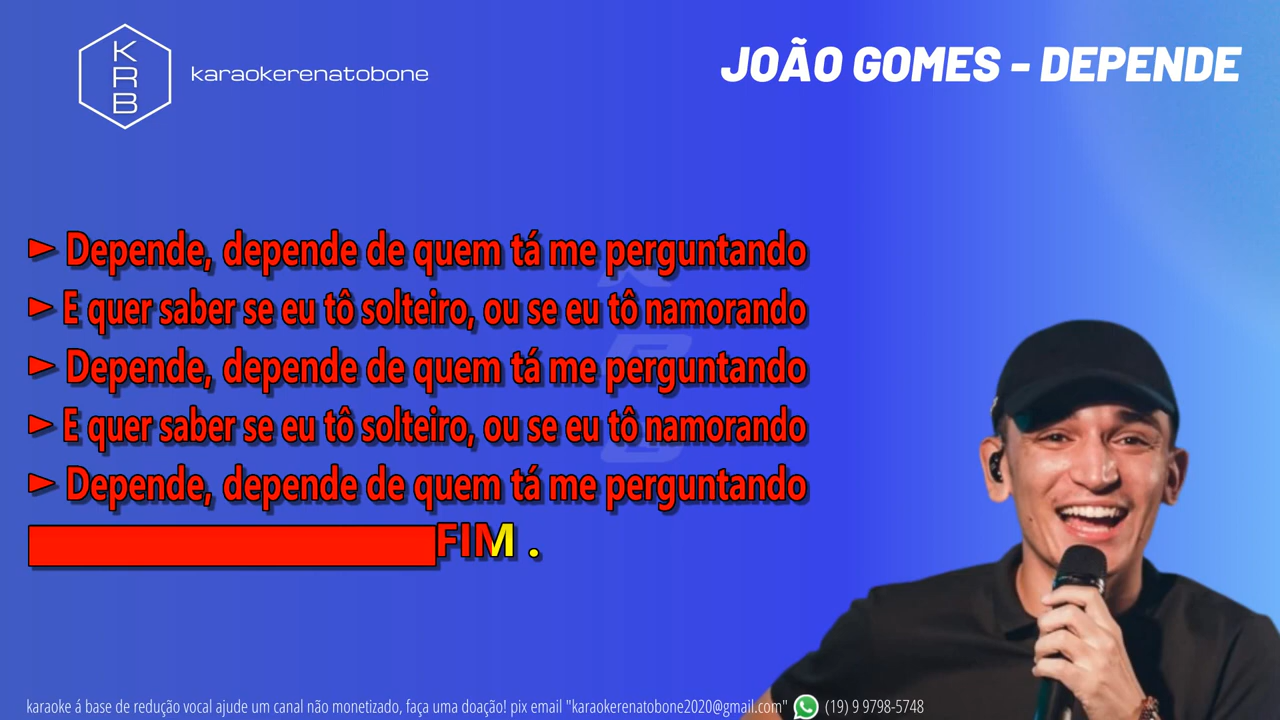 K
R
B
karaokerenatobone
JOÃO GOMES - DEPENDE
► Depende, depende de quem tá me perguntando
► E quer saber se eu tô solteiro, ou se eu tô namorando
► Depende, depende de quem tá me perguntando
► E quer saber se eu tô solteiro, ou se eu tô namorando
► Depende, depende de quem tá me perguntando
FIM .
karaoke á base de redução vocal ajude um canal não monetizado, faça uma doação! pix email "karaokerenatobone2020@gmail.com" (19) 9 9798-5748